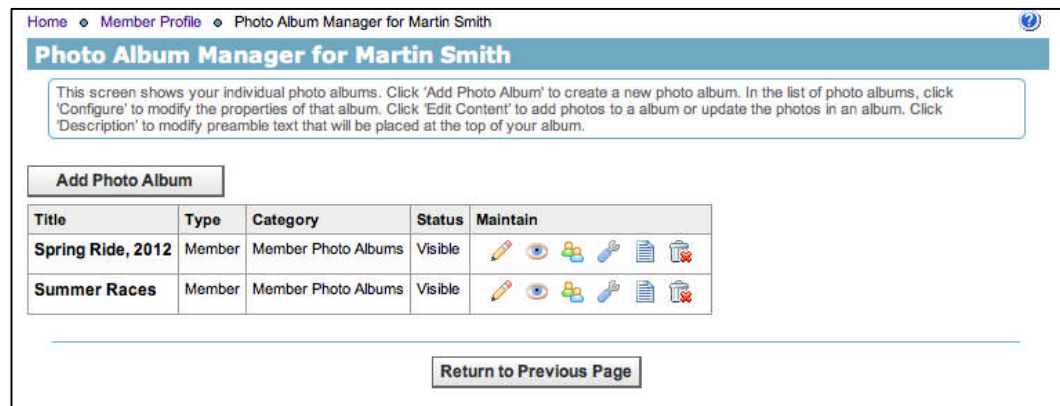 Home Member Profile Photo Album Manager for Martin Smith
Photo Album Manager for Martin Smith
This screen shows your individual photo albums. Click 'Add Photo Album' to create a new photo album. In the list of photo albums, click
'Configure' to modify the properties of that album. Click 'Edit Content' to add photos to a album or update the photos in an album. Click
'Description' to modify preamble text that will be placed at the top of your album.
Add Photo Album
Title Type Category Status Maintain
Spring Ride, 2012 Member Member Photo Albums Visible
Summer Races Member Member Photo Albums Visible
Return to Previous Page